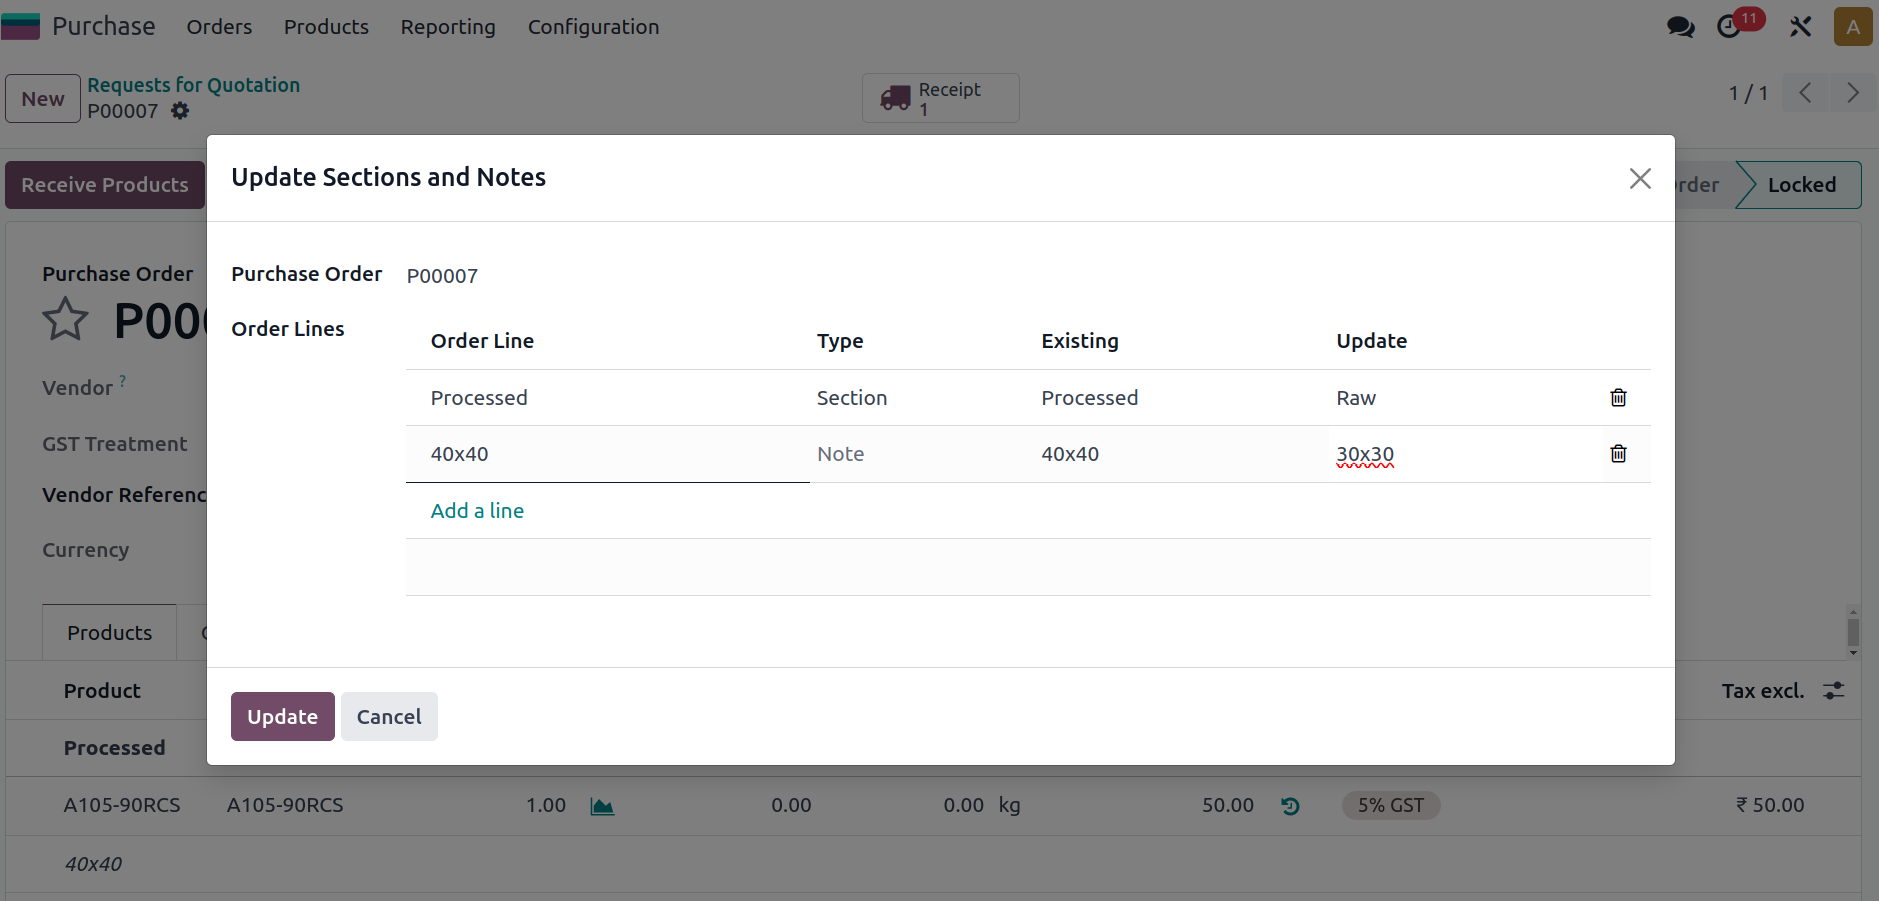 Purchase Orders Products Reporting Configuration 11 A
New Requests for Quotation
P00007
Receipt
1
1 / 1
Receive Products
Locked
Update Sections and Notes
Purchase Order P00007
Order Lines
Order Line Type Existing Update
Processed Section Processed Raw
40x40 Note 40x40 30x30
Add a line
Update Cancel
Purchase Order
P00
Vendor ?
GST Treatment
Vendor Referenc
Currency
Products
Product Tax excl.
Processed
A105-90RCS A105-90RCS 1.00 0.00 0.00 kg 50.00 5% GST ₹ 50.00
40x40